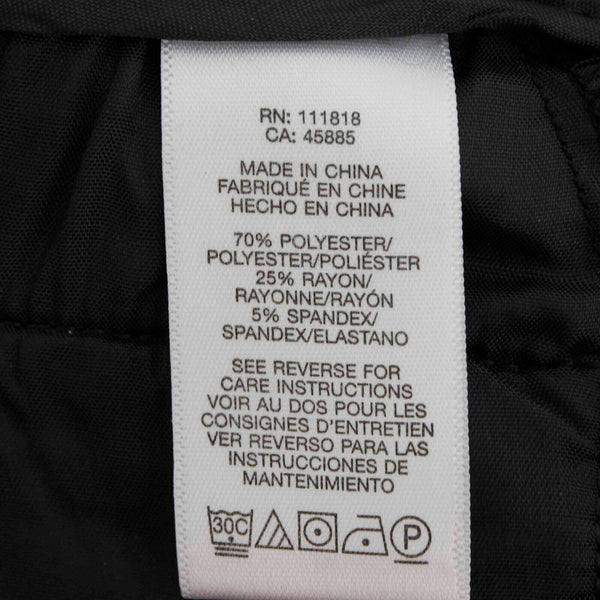 RN: 111818
CA: 45885
MADE IN CHINA
FABRIQUÉ EN CHINE
HECHO EN CHINA
70% POLYESTER/
POLYESTER/POLIÉSTER
25% RAYON/
RAYONNE/RAYÓN
5% SPANDEX/
SPANDEX/ELASTANO
SEE REVERSE FOR
CARE INSTRUCTIONS
VOIR AU DOS POUR LES
CONSIGNES D'ENTRETIEN
VER REVERSO PARA LAS
INSTRUCCIONES DE
MANTENIMIENTO
30C P